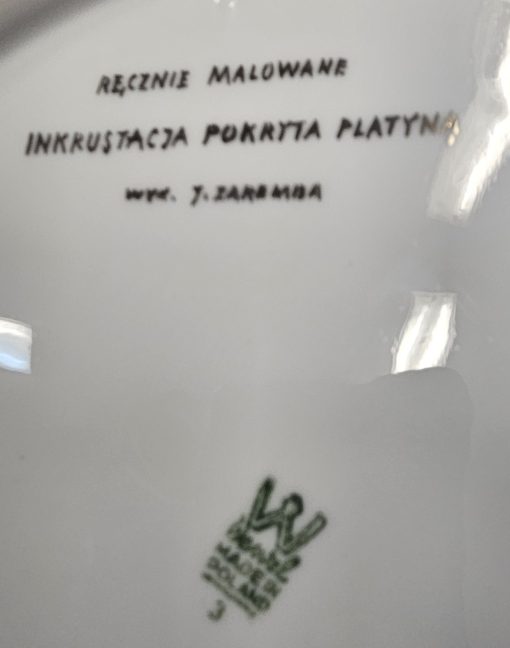 RĘCZNIE MALOWANE
INKRUSTACJA POKRYTA PLATYNĄ
wyk. J. ZAREMBA
W
Wawel
MADE IN
POLAND
3